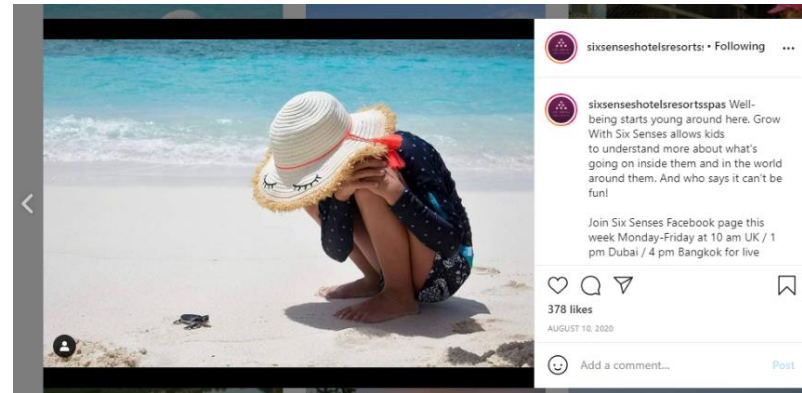 sixsenseshotelsresorts: • Following
sixsenseshotelsresortsspas Well-
being starts young around here. Grow
With Six Senses allows kids
to understand more about what's
going on inside them and in the world
around them. And who says it can't be
fun!
Join Six Senses Facebook page this
week Monday-Friday at 10 am UK / 1
pm Dubai / 4 pm Bangkok for live
378 likes
AUGUST 10, 2020
Add a comment...
Post